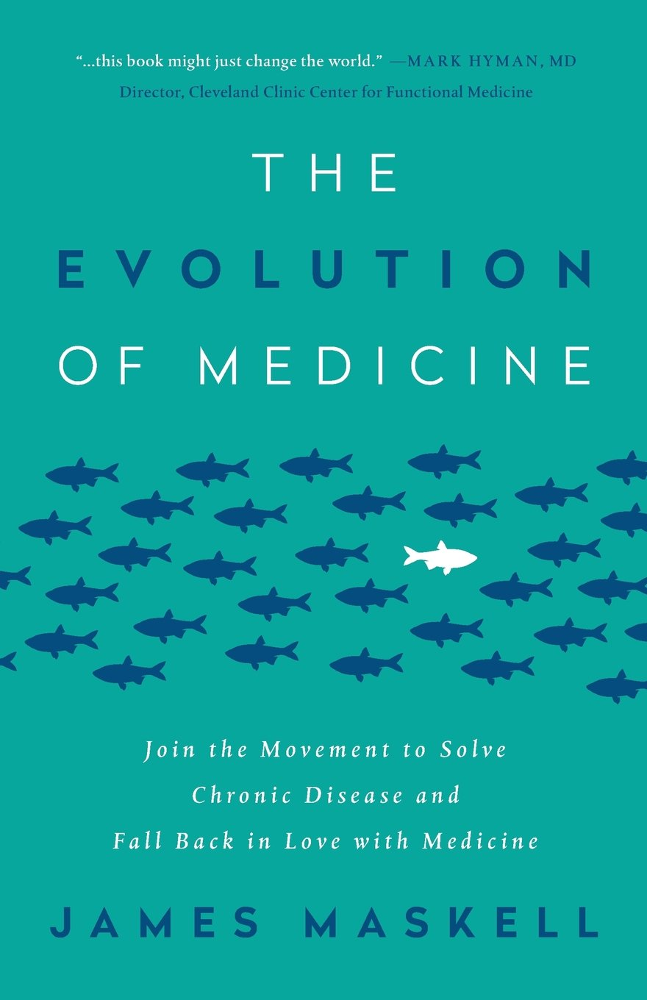 “...this book might just change the world.” —MARK HYMAN, MD
Director, Cleveland Clinic Center for Functional Medicine
THE
EVOLUTION
OF MEDICINE
Join the Movement to Solve
Chronic Disease and
Fall Back in Love with Medicine
JAMES MASKELL